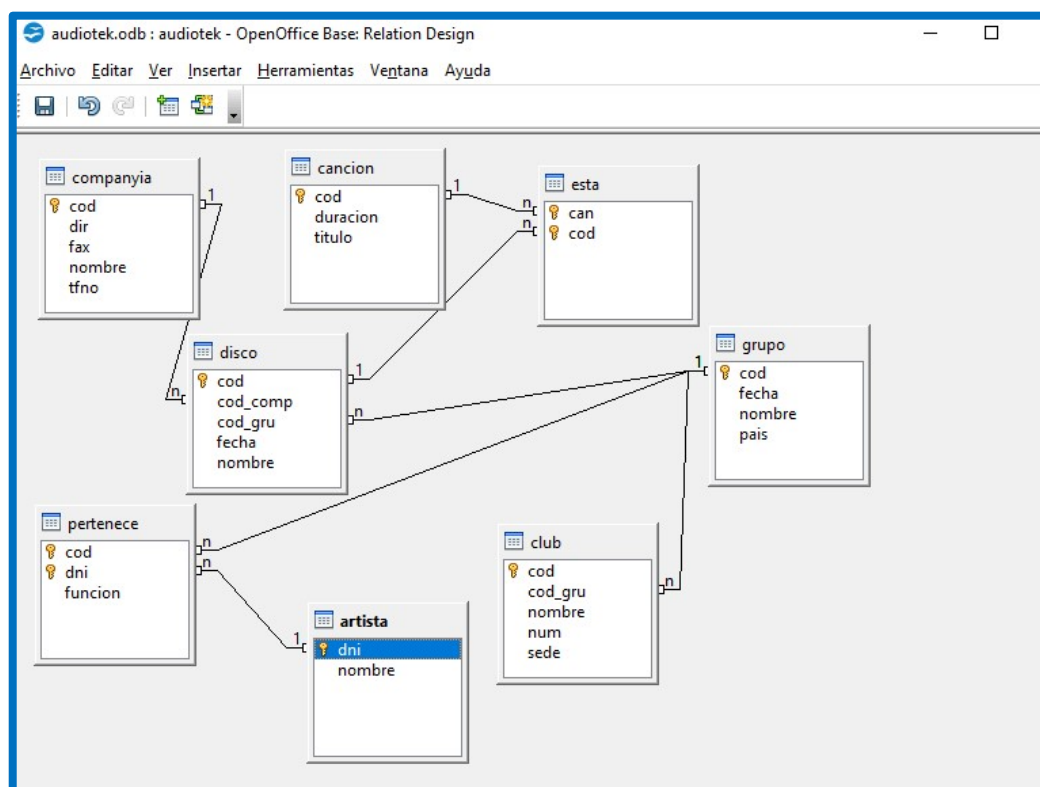 audiotek.odb : audiotek - OpenOffice Base: Relation Design
Archivo Editar Ver Insertar Herramientas Ventana Ayuda
companyia
cod
dir
fax
nombre
tfno
1
n
cancion
cod
duracion
titulo
1
n
n
esta
can
cod
disco
cod
cod_comp
cod_gru
fecha
nombre
1
n
1
grupo
cod
fecha
nombre
pais
pertenece
cod
dni
funcion
n
n
1
artista
dni
nombre
club
cod
cod_gru
nombre
num
sede
n